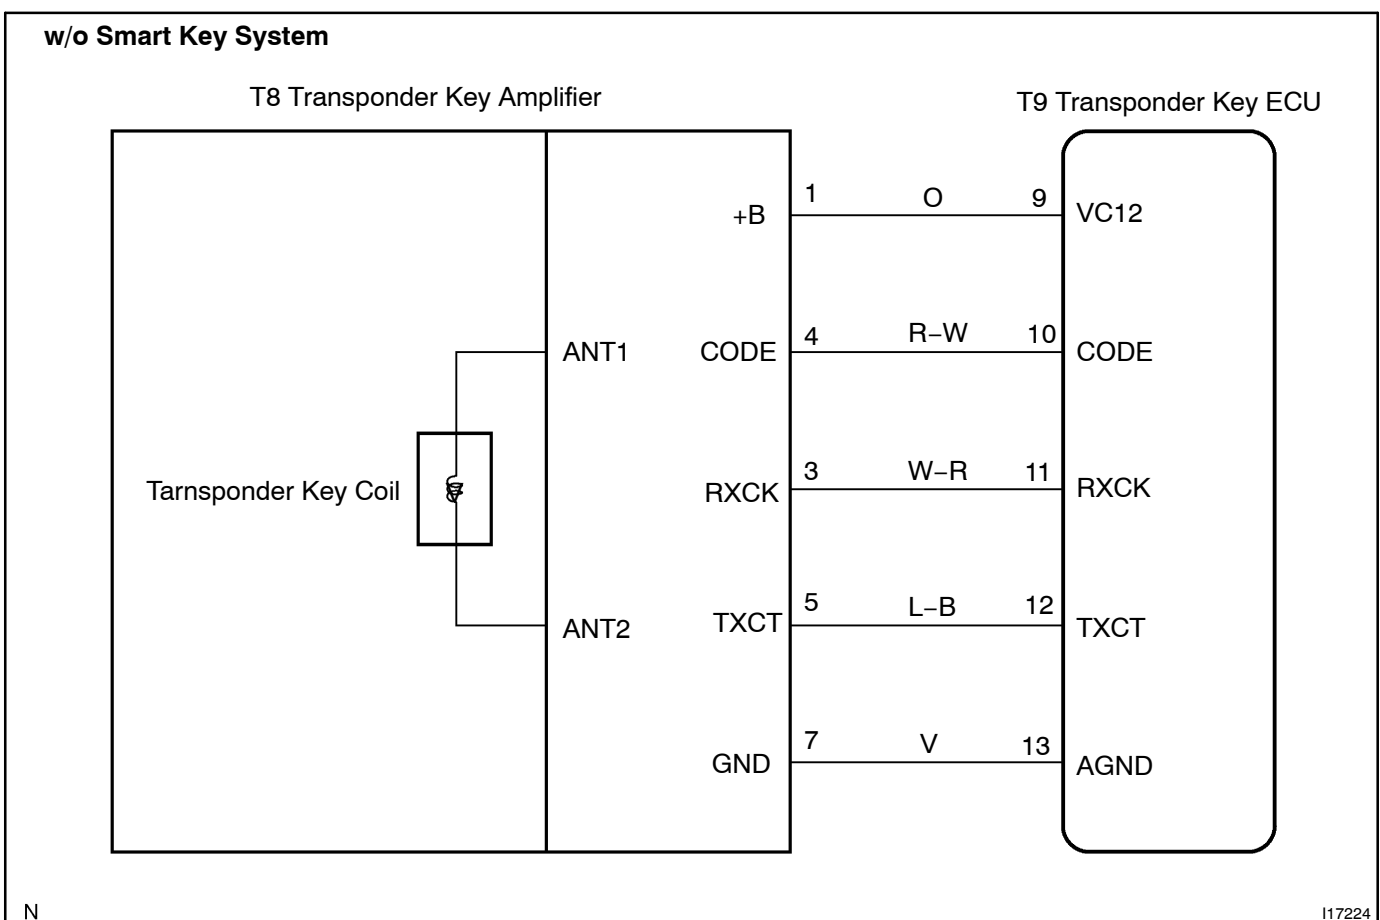 w/o Smart Key System
T8 Transponder Key Amplifier
T9 Transponder Key ECU
+B 1 O 9 VC12
ANT1 CODE 4 R–W 10 CODE
Tarnsponder Key Coil RXCK 3 W–R 11 RXCK
ANT2 TXCT 5 L–B 12 TXCT
GND 7 V 13 AGND
N I17224